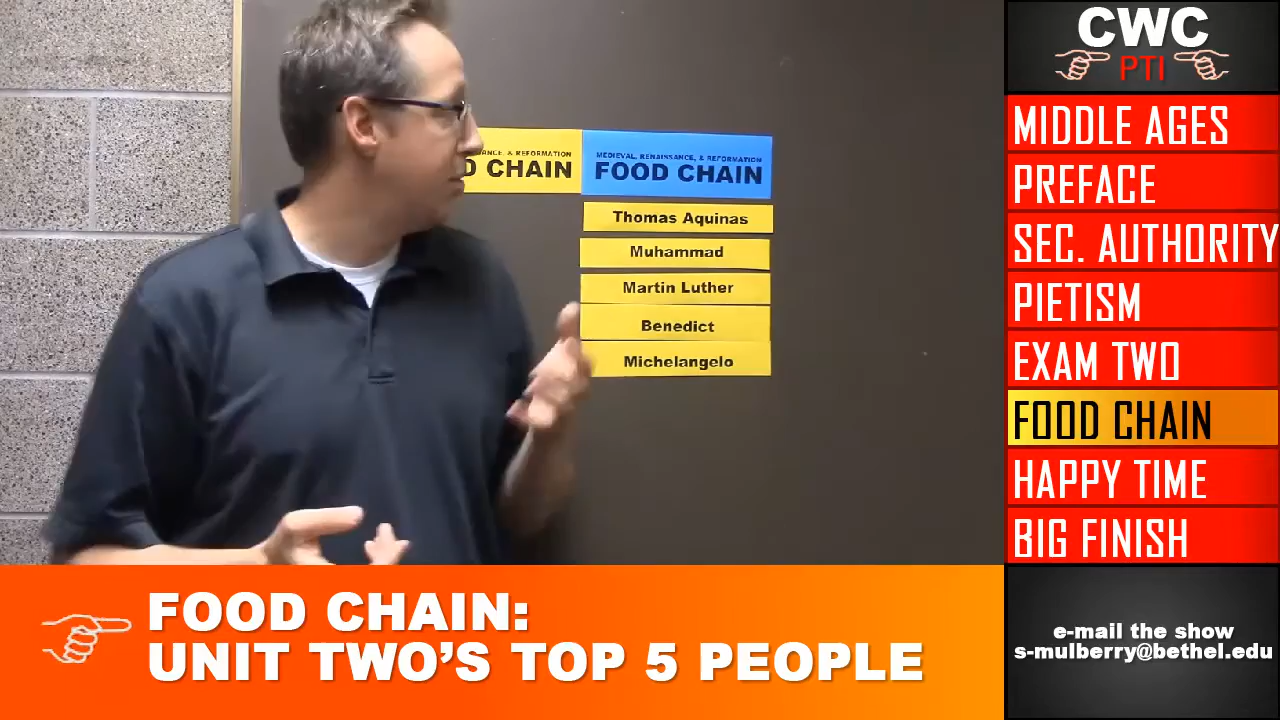 ANCE, & REFORMATION
D CHAIN
MEDIEVAL, RENAISSANCE, & REFORMATION
FOOD CHAIN
Thomas Aquinas
Muhammad
Martin Luther
Benedict
Michelangelo
CWC
PTI
MIDDLE AGES
PREFACE
SEC. AUTHORITY
PIETISM
EXAM TWO
FOOD CHAIN
HAPPY TIME
BIG FINISH
e-mail the show
s-mulberry@bethel.edu
FOOD CHAIN:
UNIT TWO'S TOP 5 PEOPLE